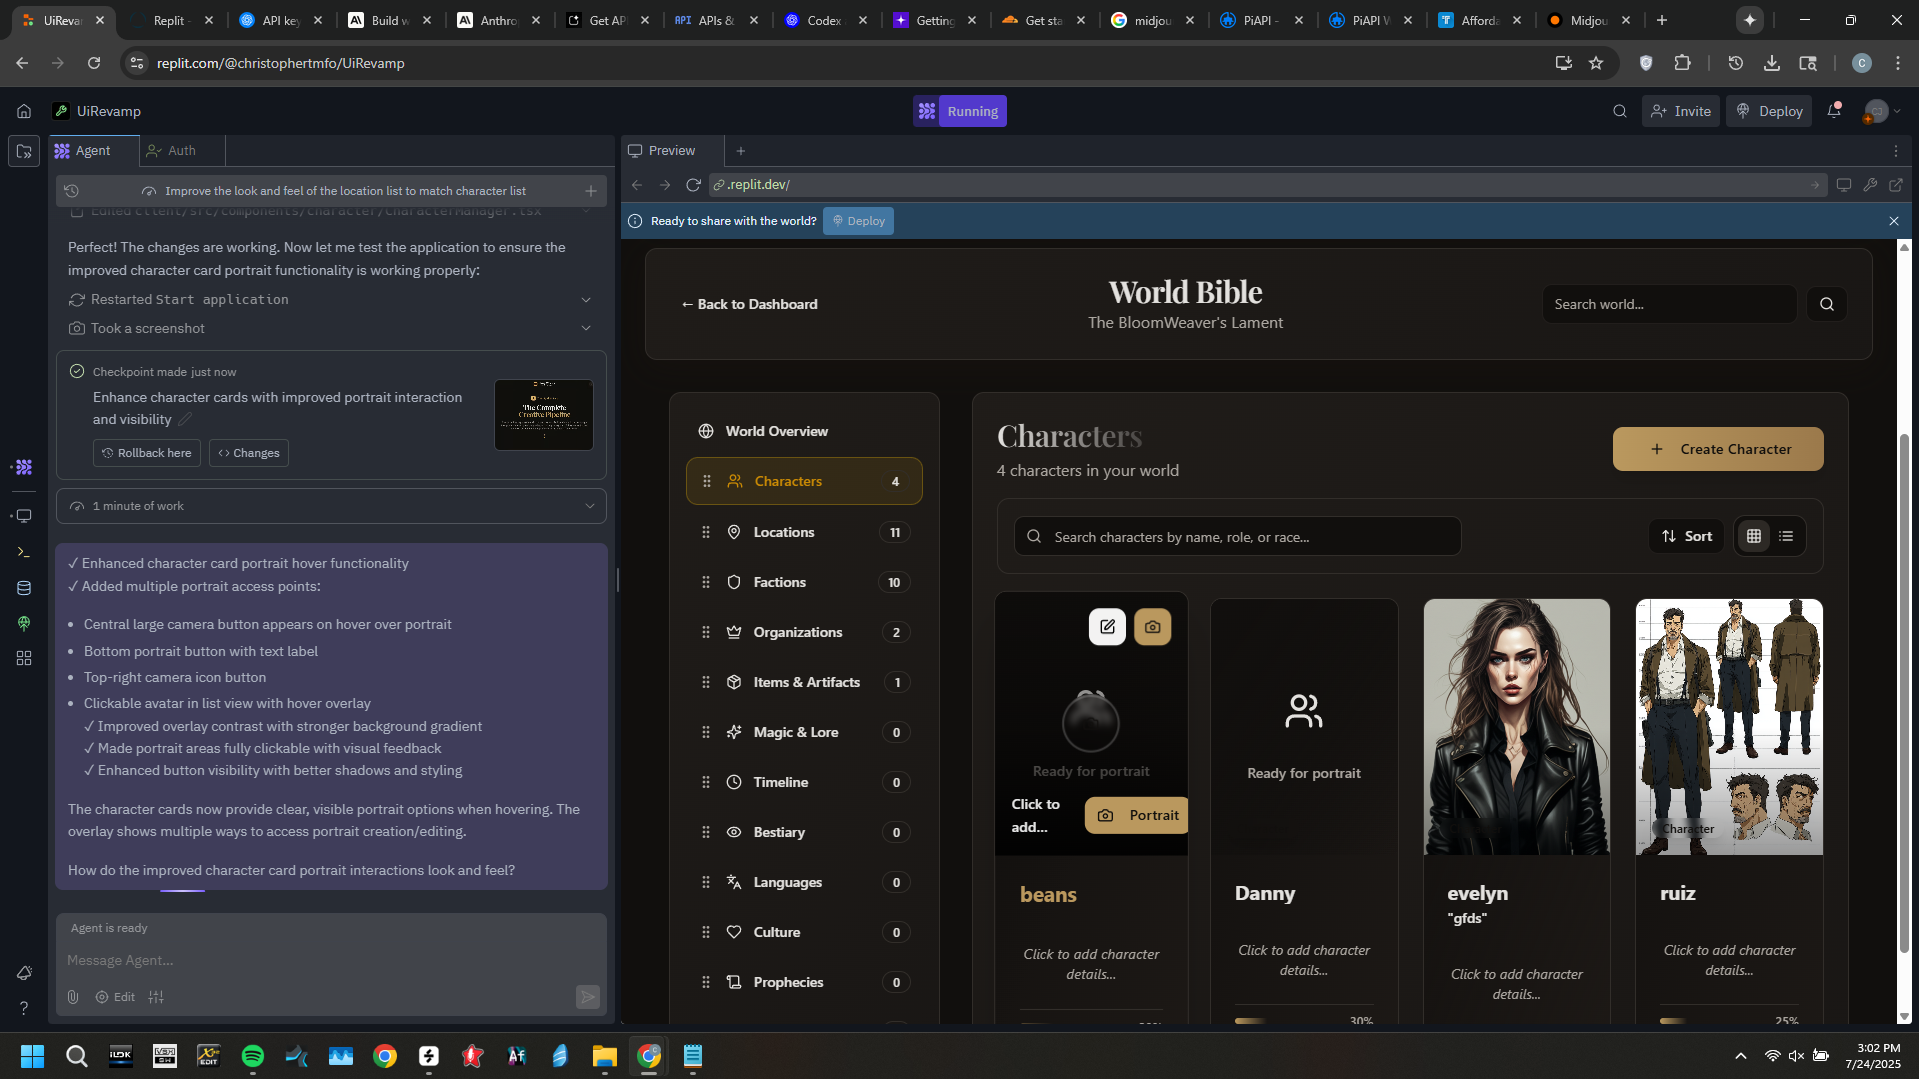 UiRevam
Replit -
API key
Build w
Anthro
Get AP
APIs &
Codex
Getting
Get sta
midjou
PiAPI -
PiAPI W
Afforda
Midjou
replit.com/@christophertmfo/UiRevamp
C
UiRevamp
Running
Invite
Deploy
Agent
Auth
Preview
Improve the look and feel of the location list to match character list
.replit.dev/
Edited client/src/components/character/CharacterManager.tsx
Ready to share with the world?
Deploy
Perfect! The changes are working. Now let me test the application to ensure the
improved character card portrait functionality is working properly:
Restarted Start application
Took a screenshot
Checkpoint made just now
Enhance character cards with improved portrait interaction
and visibility
The Complete
Creative Pipeline
Rollback here
Changes
1 minute of work
✓ Enhanced character card portrait hover functionality
✓ Added multiple portrait access points:
• Central large camera button appears on hover over portrait
• Bottom portrait button with text label
• Top-right camera icon button
• Clickable avatar in list view with hover overlay
✓ Improved overlay contrast with stronger background gradient
✓ Made portrait areas fully clickable with visual feedback
✓ Enhanced button visibility with better shadows and styling
The character cards now provide clear, visible portrait options when hovering. The
overlay shows multiple ways to access portrait creation/editing.
How do the improved character card portrait interactions look and feel?
Agent is ready
Message Agent...
Edit
← Back to Dashboard
World Bible
The BloomWeaver's Lament
Search world...
World Overview
Characters 4
Locations 11
Factions 10
Organizations 2
Items & Artifacts 1
Magic & Lore 0
Timeline 0
Bestiary 0
Languages 0
Culture 0
Prophecies 0
Characters
4 characters in your world
+ Create Character
Search characters by name, role, or race...
Sort
Ready for portrait
Click to
add...
Portrait
beans
Click to add character
details...
Ready for portrait
Danny
Click to add character
details...
30%
evelyn
"gfds"
Click to add character
details...
Character
ruiz
Click to add character
details...
25%
3:02 PM
7/24/2025